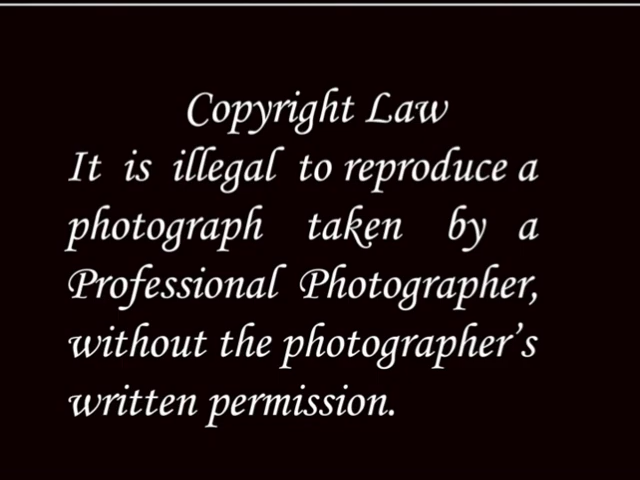 Copyright Law
It is illegal to reproduce a
photograph taken by a
Professional Photographer,
without the photographer's
written permission.